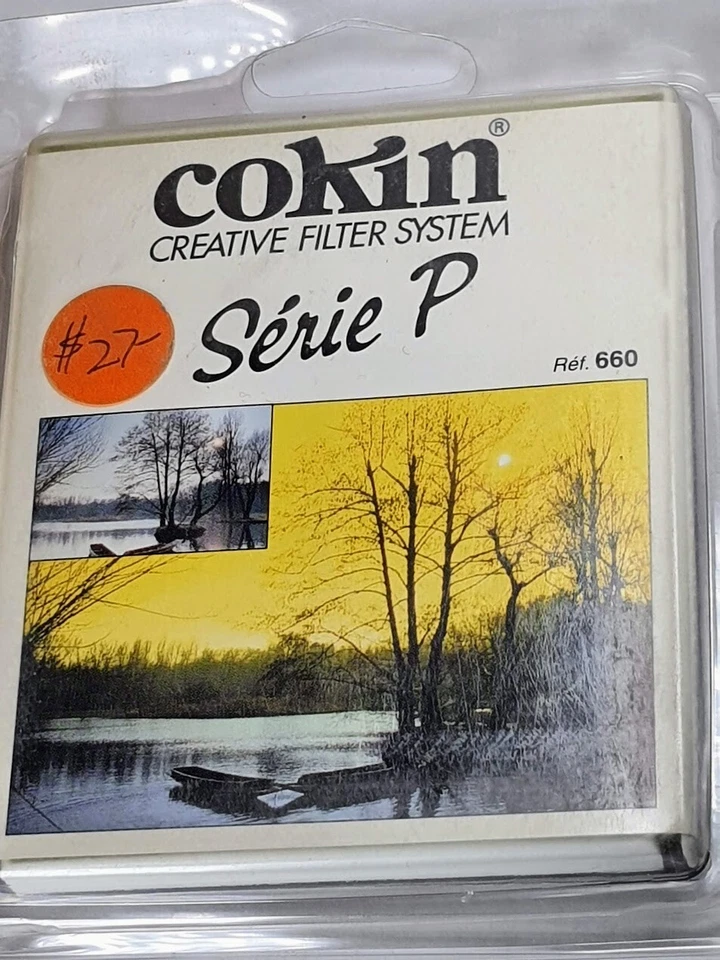 cokin®
CREATIVE FILTER SYSTEM
Série P
$27-
Réf. 660